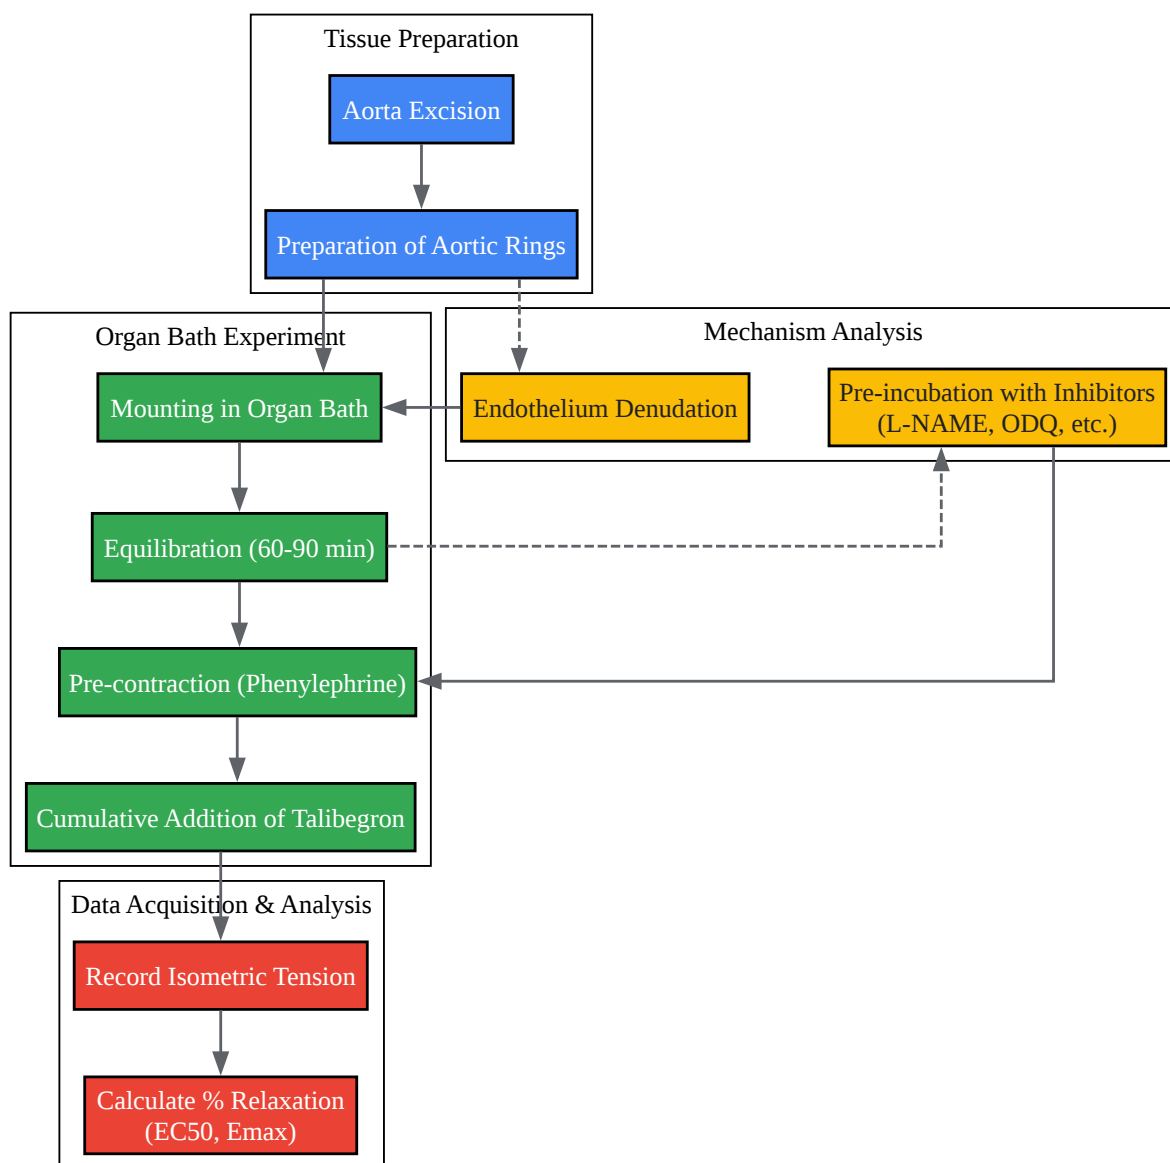 Tissue Preparation
Aorta Excision
Preparation of Aortic Rings
Organ Bath Experiment
Mechanism Analysis
Mounting in Organ Bath
Endothelium Denudation
Pre-incubation with Inhibitors
(L-NAME, ODQ, etc.)
Equilibration (60-90 min)
Pre-contraction (Phenylephrine)
Cumulative Addition of Talibegron
Data Acquisition & Analysis
Record Isometric Tension
Calculate % Relaxation
(EC50, Emax)